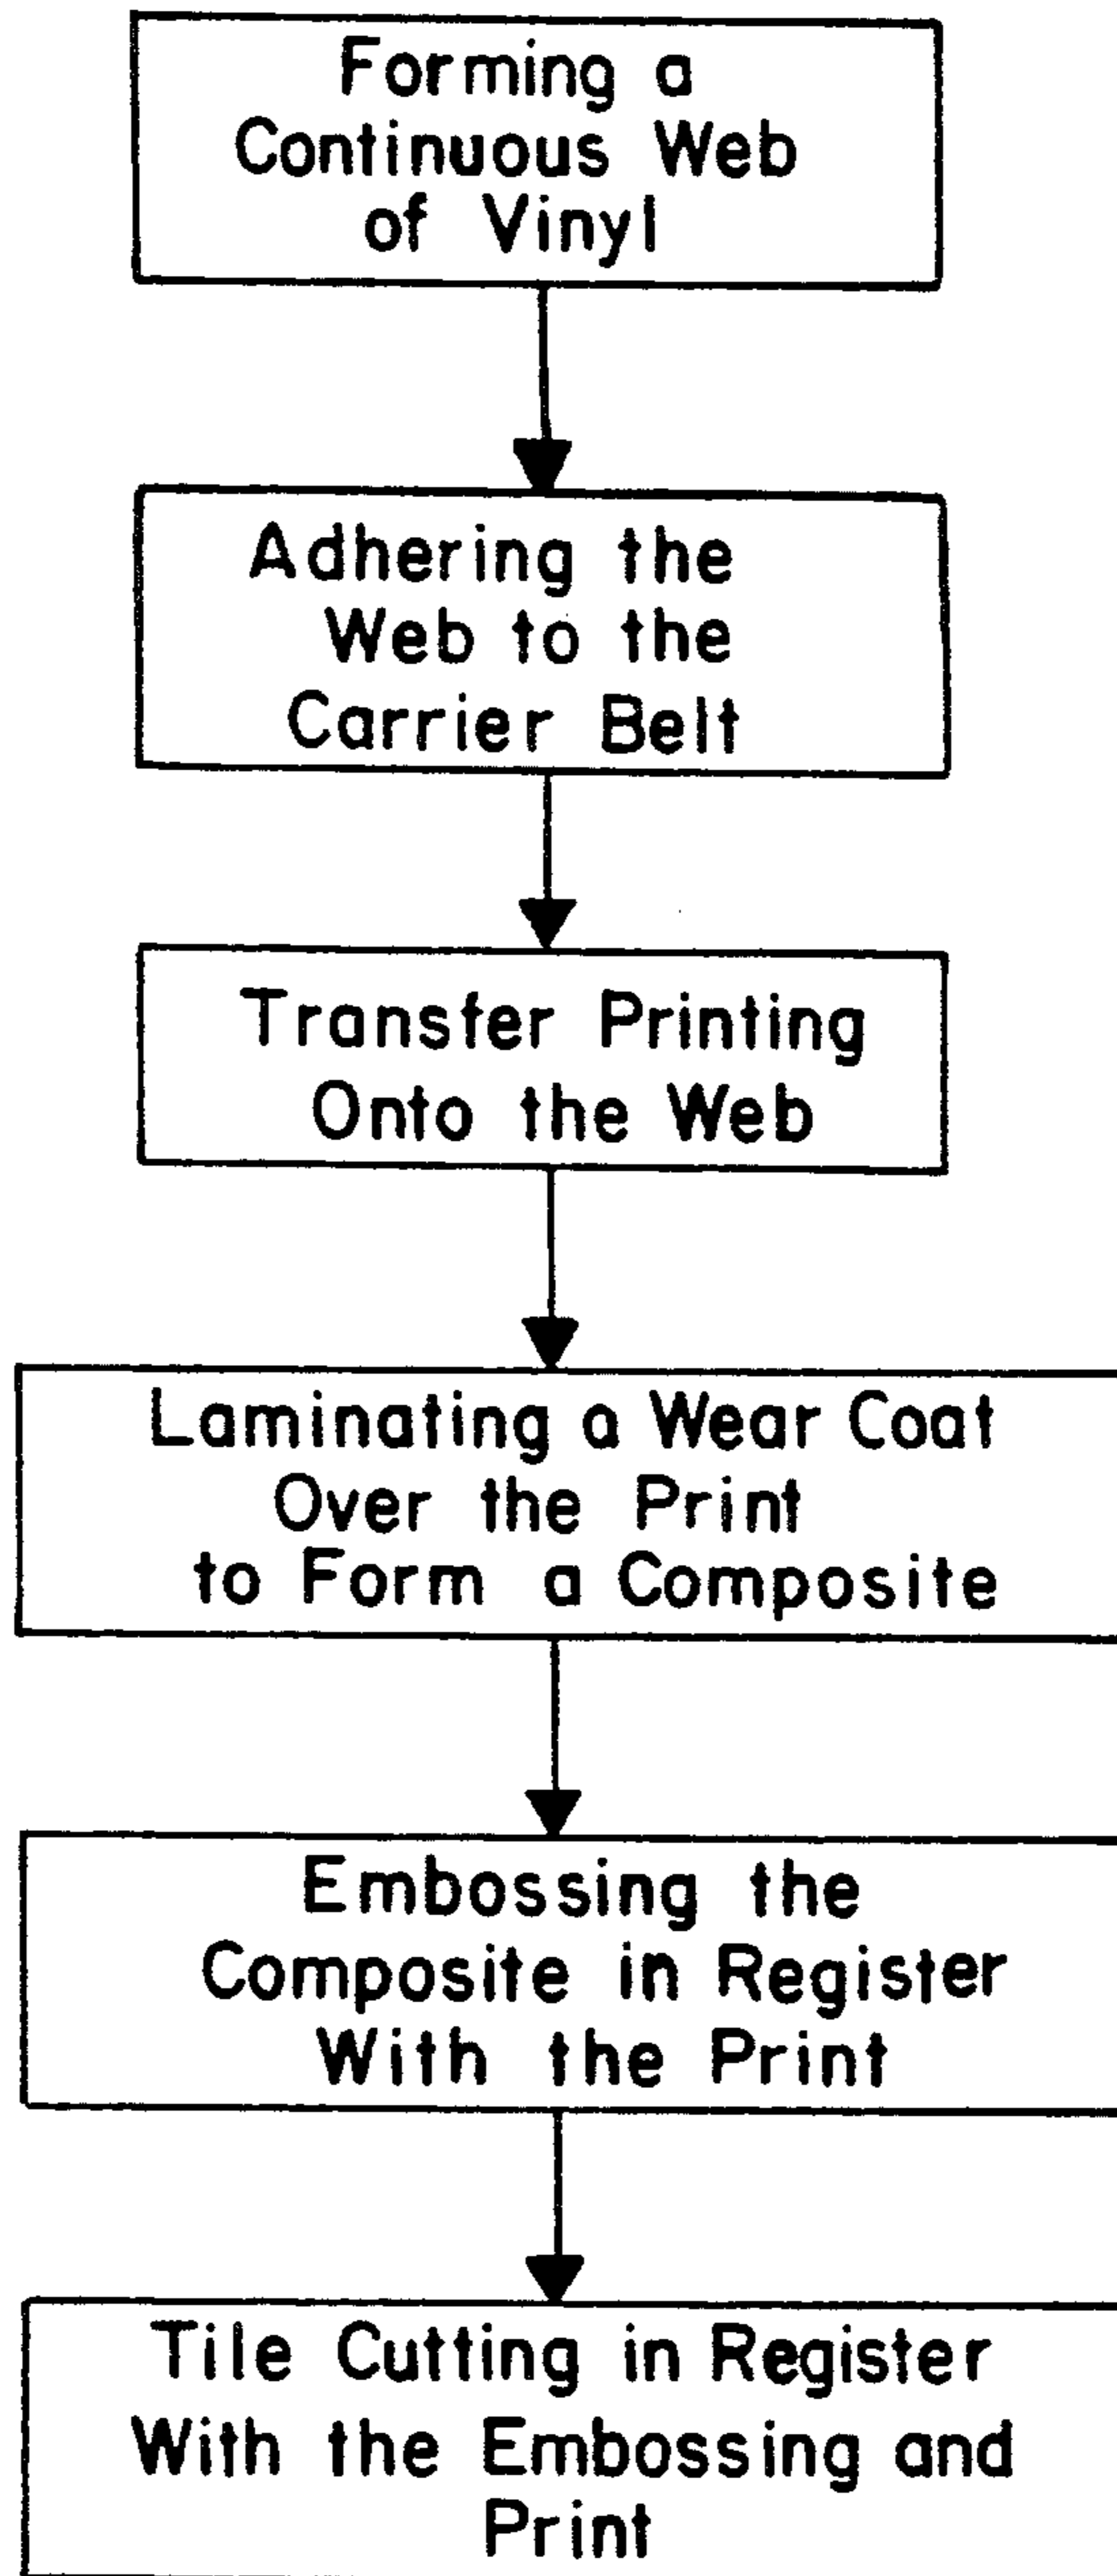 Forming a
Continuous Web
of Vinyl
Adhering the
Web to the
Carrier Belt
Transfer Printing
Onto the Web
Laminating a Wear Coat
Over the Print
to Form a Composite
Embossing the
Composite in Register
With the Print
Tile Cutting in Register
With the Embossing and
Print